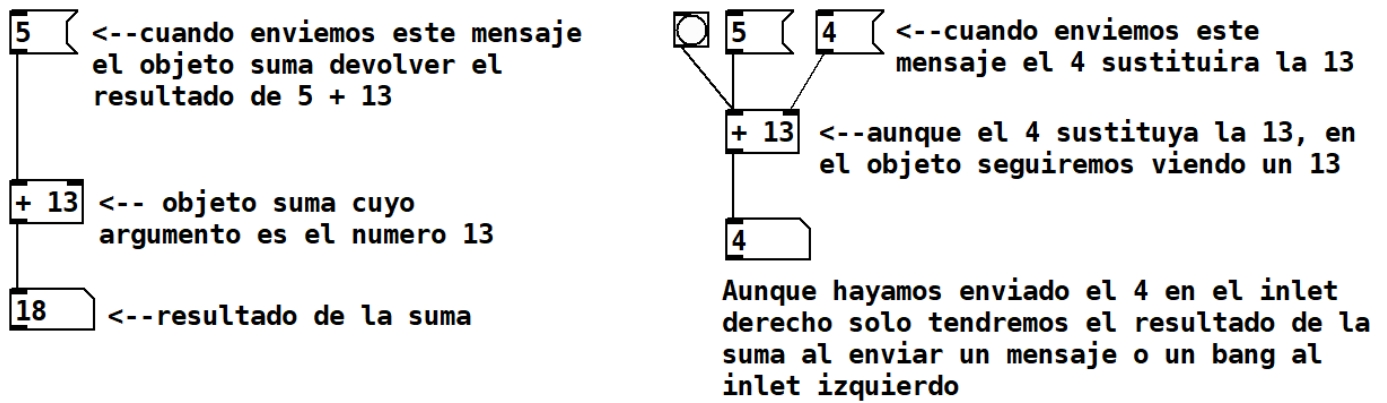 5
<--cuando enviemos este mensaje
el objeto suma devolver el
resultado de 5 + 13
+ 13
<-- objeto suma cuyo
argumento es el numero 13
18
<--resultado de la suma
5
4
<--cuando enviemos este
mensaje el 4 sustituira la 13
+ 13
<--aunque el 4 sustituya la 13, en
el objeto seguiremos viendo un 13
4
Aunque hayamos enviado el 4 en el inlet
derecho solo tendremos el resultado de la
suma al enviar un mensaje o un bang al
inlet izquierdo